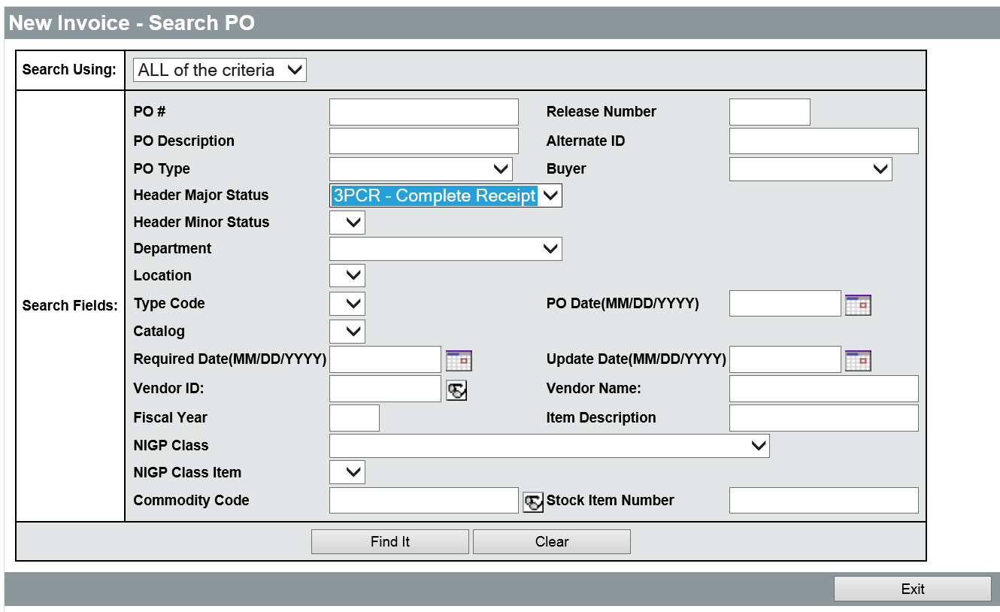 New Invoice - Search PO
Search Using: ALL of the criteria
PO # Release Number
PO Description Alternate ID
PO Type Buyer
Header Major Status 3PCR - Complete Receipt
Header Minor Status
Department
Location
Search Fields: Type Code PO Date(MM/DD/YYYY)
Catalog
Required Date(MM/DD/YYYY) Update Date(MM/DD/YYYY)
Vendor ID: Vendor Name:
Fiscal Year Item Description
NIGP Class
NIGP Class Item
Commodity Code Stock Item Number
Find It Clear
Exit